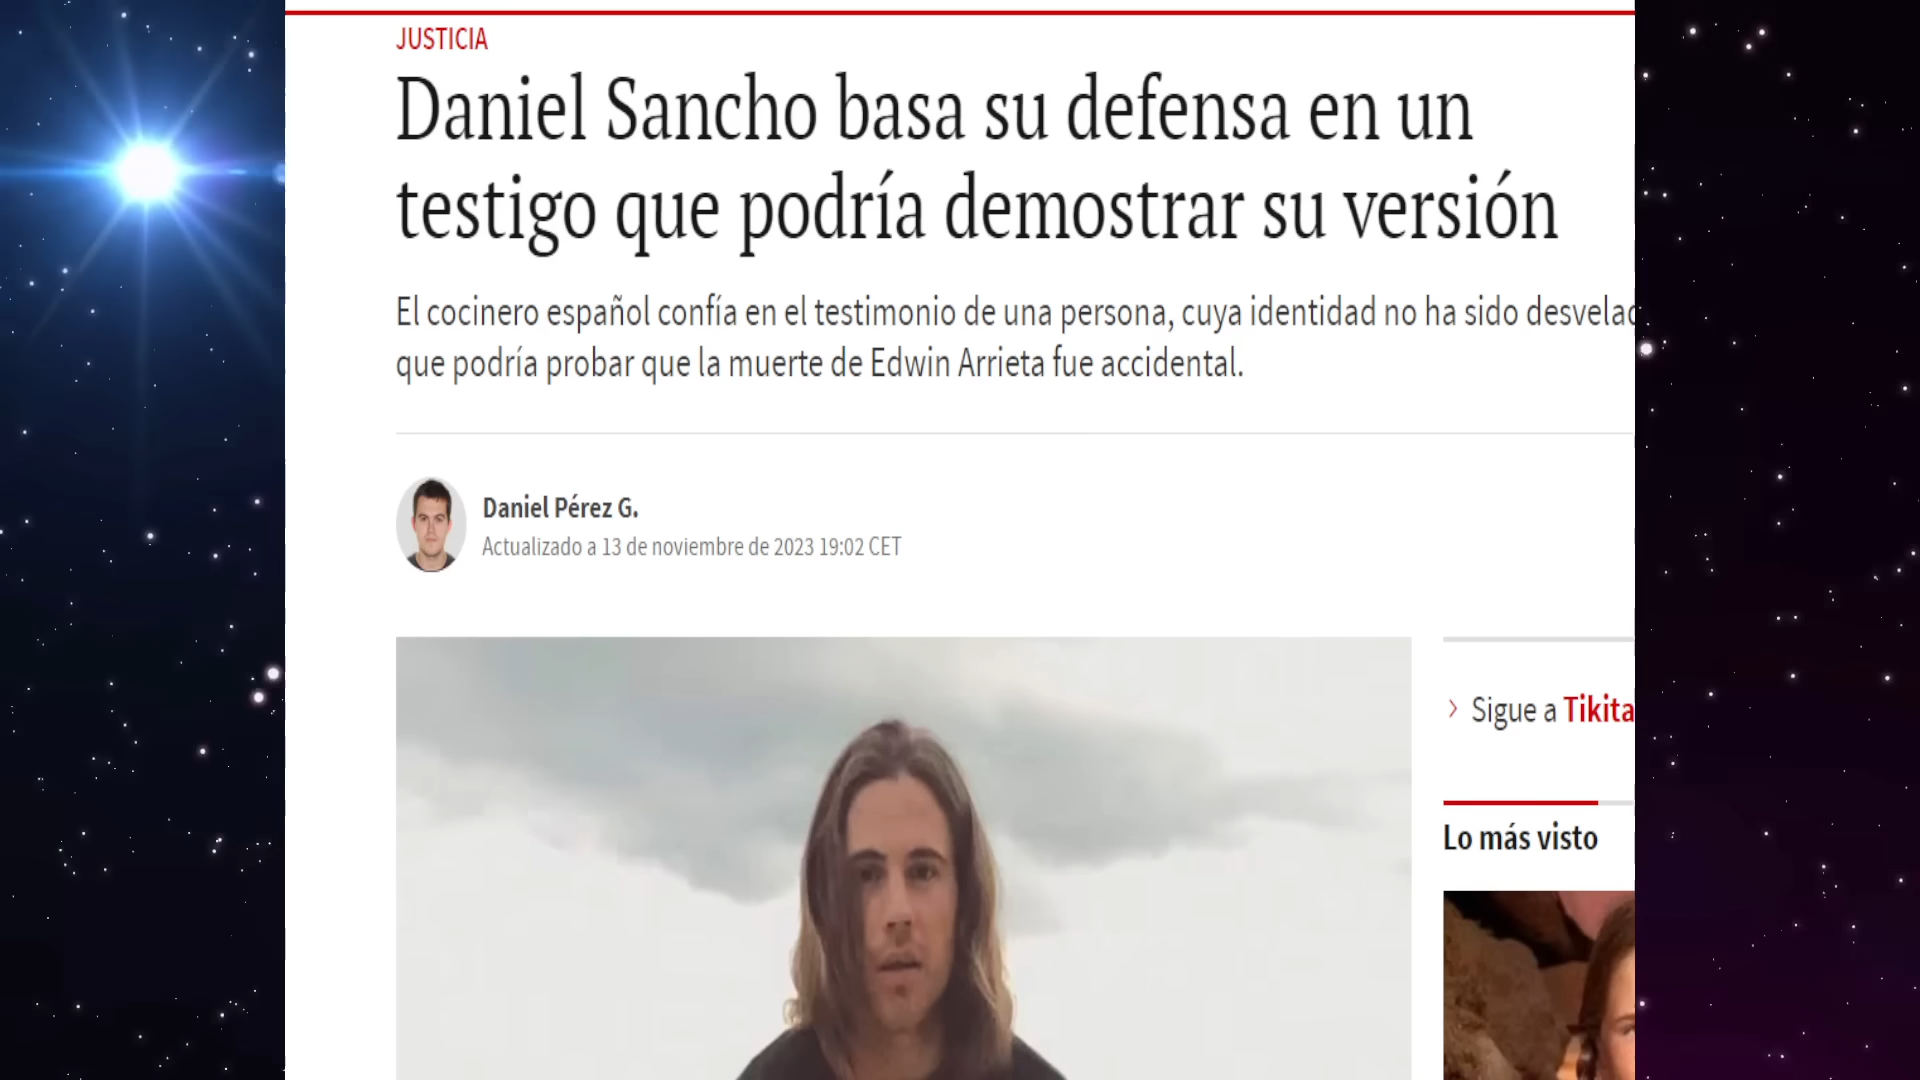 JUSTICIA
Daniel Sancho basa su defensa en un
testigo que podría demostrar su versión
El cocinero español confía en el testimonio de una persona, cuya identidad no ha sido desvelad
que podría probar que la muerte de Edwin Arrieta fue accidental.
Daniel Pérez G.
Actualizado a 13 de noviembre de 2023 19:02 CET
Sigue a Tikita
Lo más visto